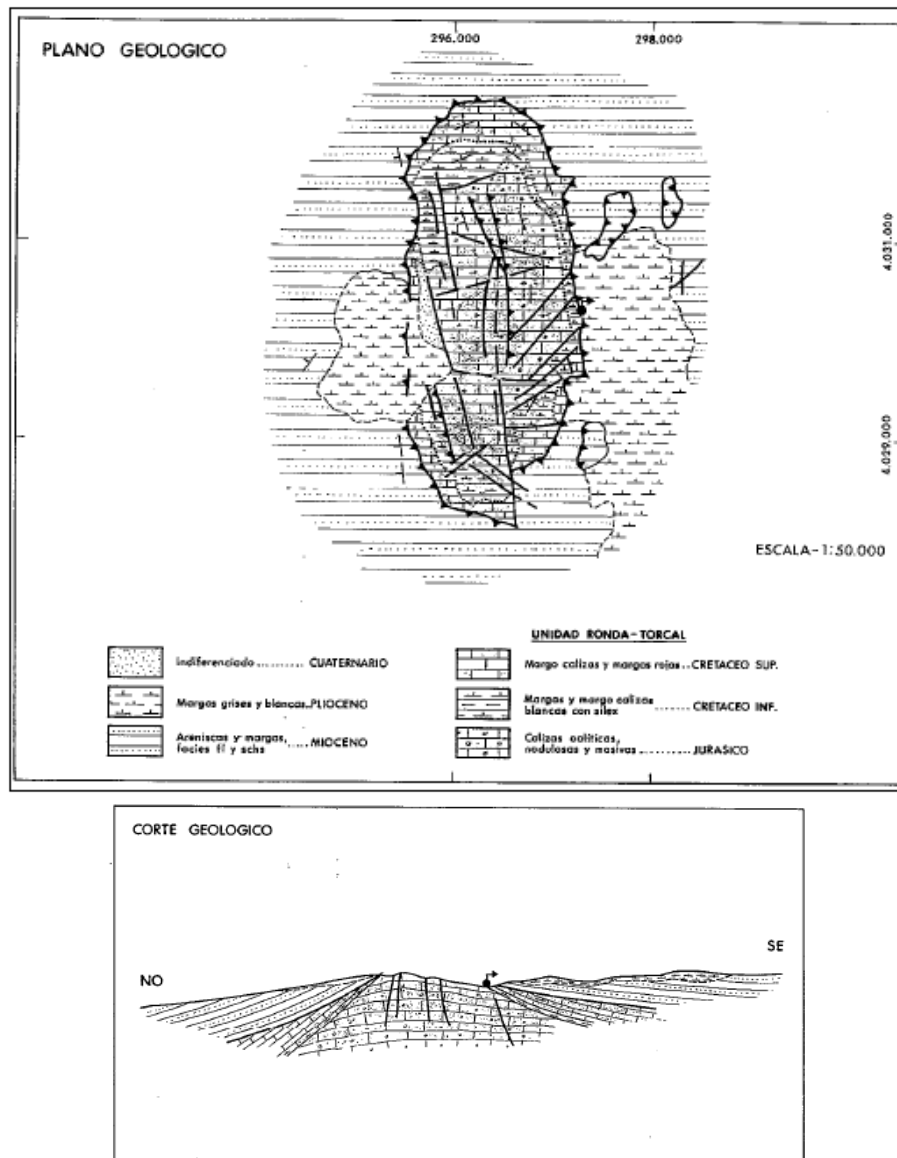 PLANO GEOLOGICO
296.000
298.000
4.031.000
4.029.000
ESCALA-1:50.000
UNIDAD RONDA-TORCAL
Indiferenciado .......... CUATERNARIO
Margas grises y blancas..PLIOCENO
Areniscas y margas,
facies fl y schs ..... MIOCENO
Margo calizas y margas rojas..CRETACEO SUP.
Margas y margo calizas
blancas con silex .......... CRETACEO INF.
Calizas ooliticas,
nodulosas y masivas .......... JURASICO
CORTE GEOLOGICO
NO
SE